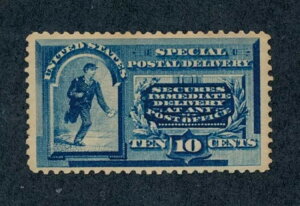 UNITED STATES
SPECIAL
POSTAL DELIVERY
SECURES
IMMEDIATE
DELIVERY
AT ANY
POST OFFICE
TEN 10 CENTS